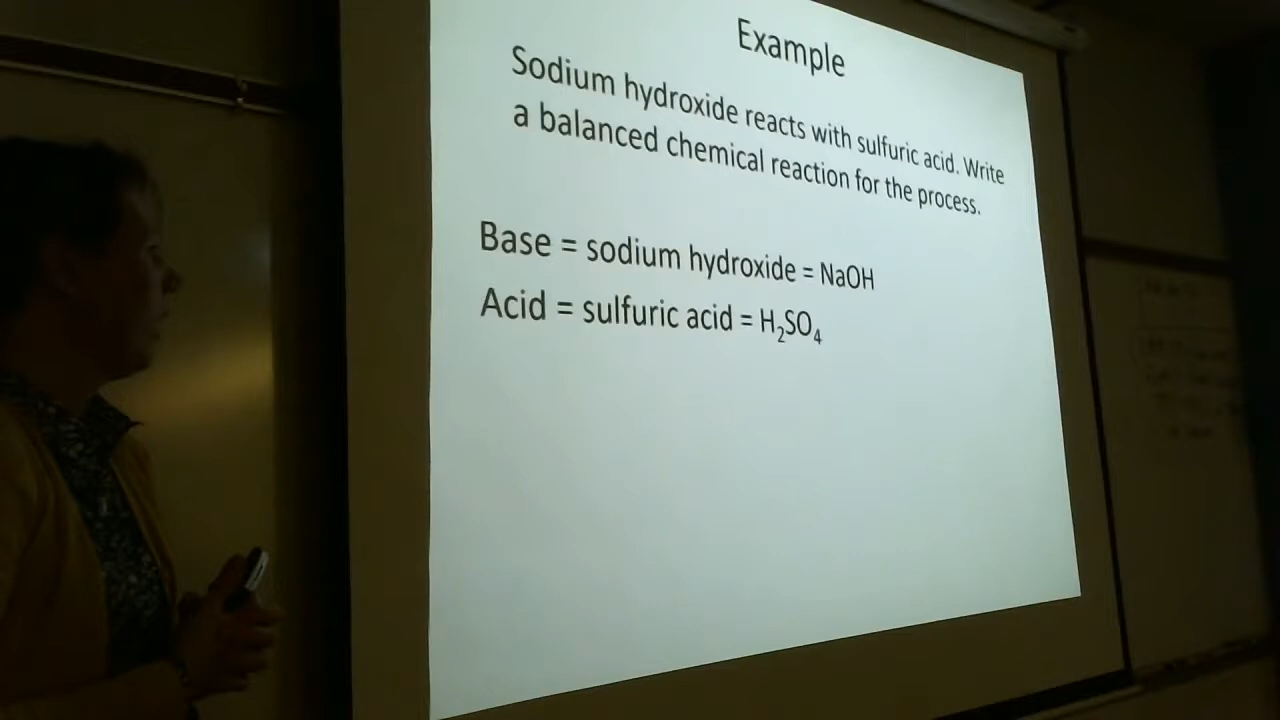 Example
Sodium hydroxide reacts with sulfuric acid. Write
a balanced chemical reaction for the process.
Base = sodium hydroxide = NaOH
Acid = sulfuric acid = H₂SO₄